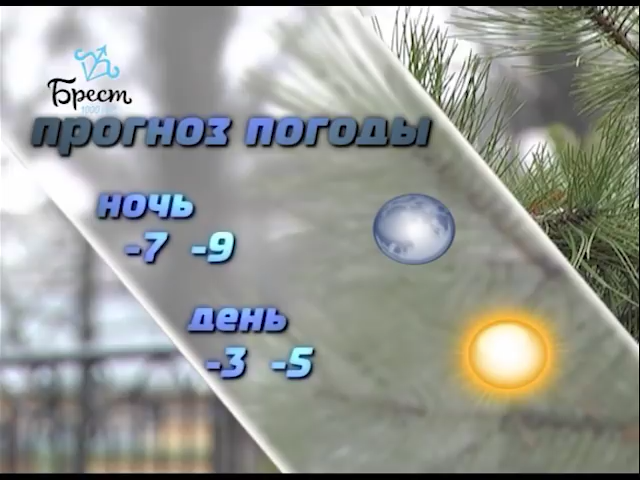 Брест
прогноз погоды
ночь
-7 -9
день
-3 -5